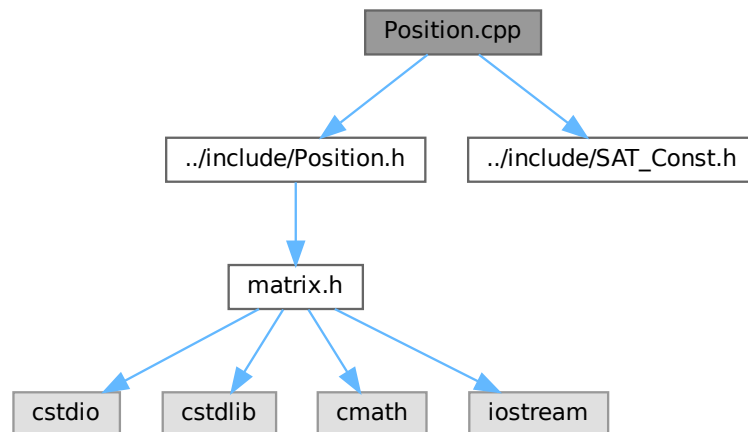 Position.cpp
../include/Position.h
../include/SAT_Const.h
matrix.h
cstdio
cstdlib
cmath
iostream